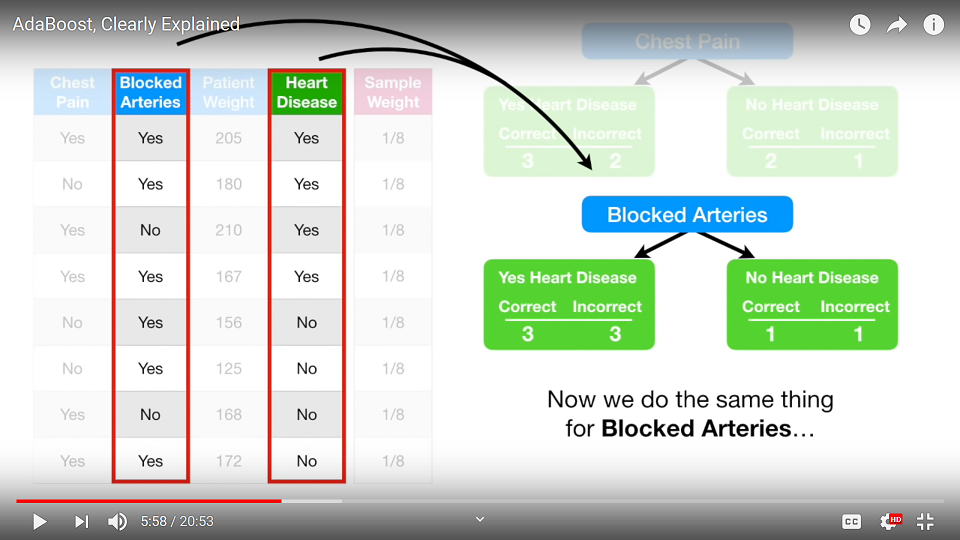 AdaBoost, Clearly Explained
Chest Pain Blocked Arteries Patient Weight Heart Disease Sample Weight
Yes Yes 205 Yes 1/8
No Yes 180 Yes 1/8
Yes No 210 Yes 1/8
Yes Yes 167 Yes 1/8
No Yes 156 No 1/8
No Yes 125 No 1/8
Yes No 168 No 1/8
Yes Yes 172 No 1/8
Chest Pain
Yes Heart Disease
Correct Incorrect
3 2
No Heart Disease
Correct Incorrect
2 1
Blocked Arteries
Yes Heart Disease
Correct Incorrect
3 3
No Heart Disease
Correct Incorrect
1 1
Now we do the same thing
for Blocked Arteries…
5:58 / 20:53
CC
HD